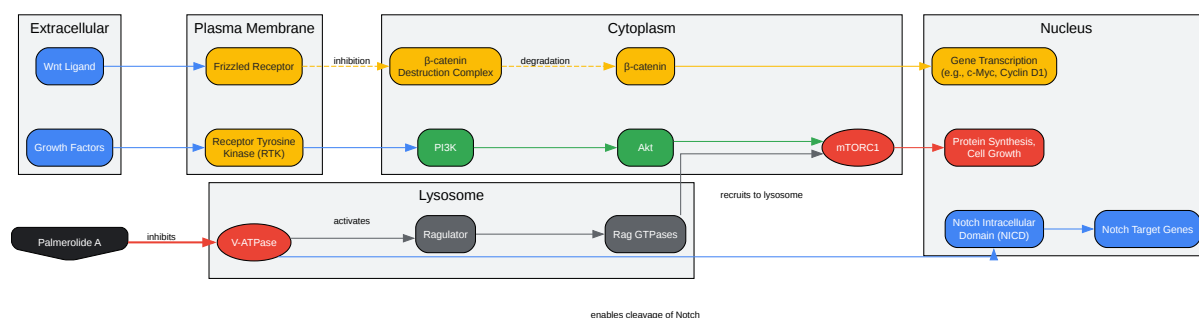 Extracellular
Plasma Membrane
Cytoplasm
Nucleus
Wnt Ligand
Frizzled Receptor
inhibition
β-catenin
Destruction Complex
degradation
β-catenin
Gene Transcription
(e.g., c-Myc, Cyclin D1)
Growth Factors
Receptor Tyrosine
Kinase (RTK)
PI3K
Akt
mTORC1
Protein Synthesis,
Cell Growth
Lysosome
recruits to lysosome
Palmerolide A
inhibits
V-ATPase
activates
Ragulator
Rag GTPases
Notch Intracellular
Domain (NICD)
Notch Target Genes
enables cleavage of Notch